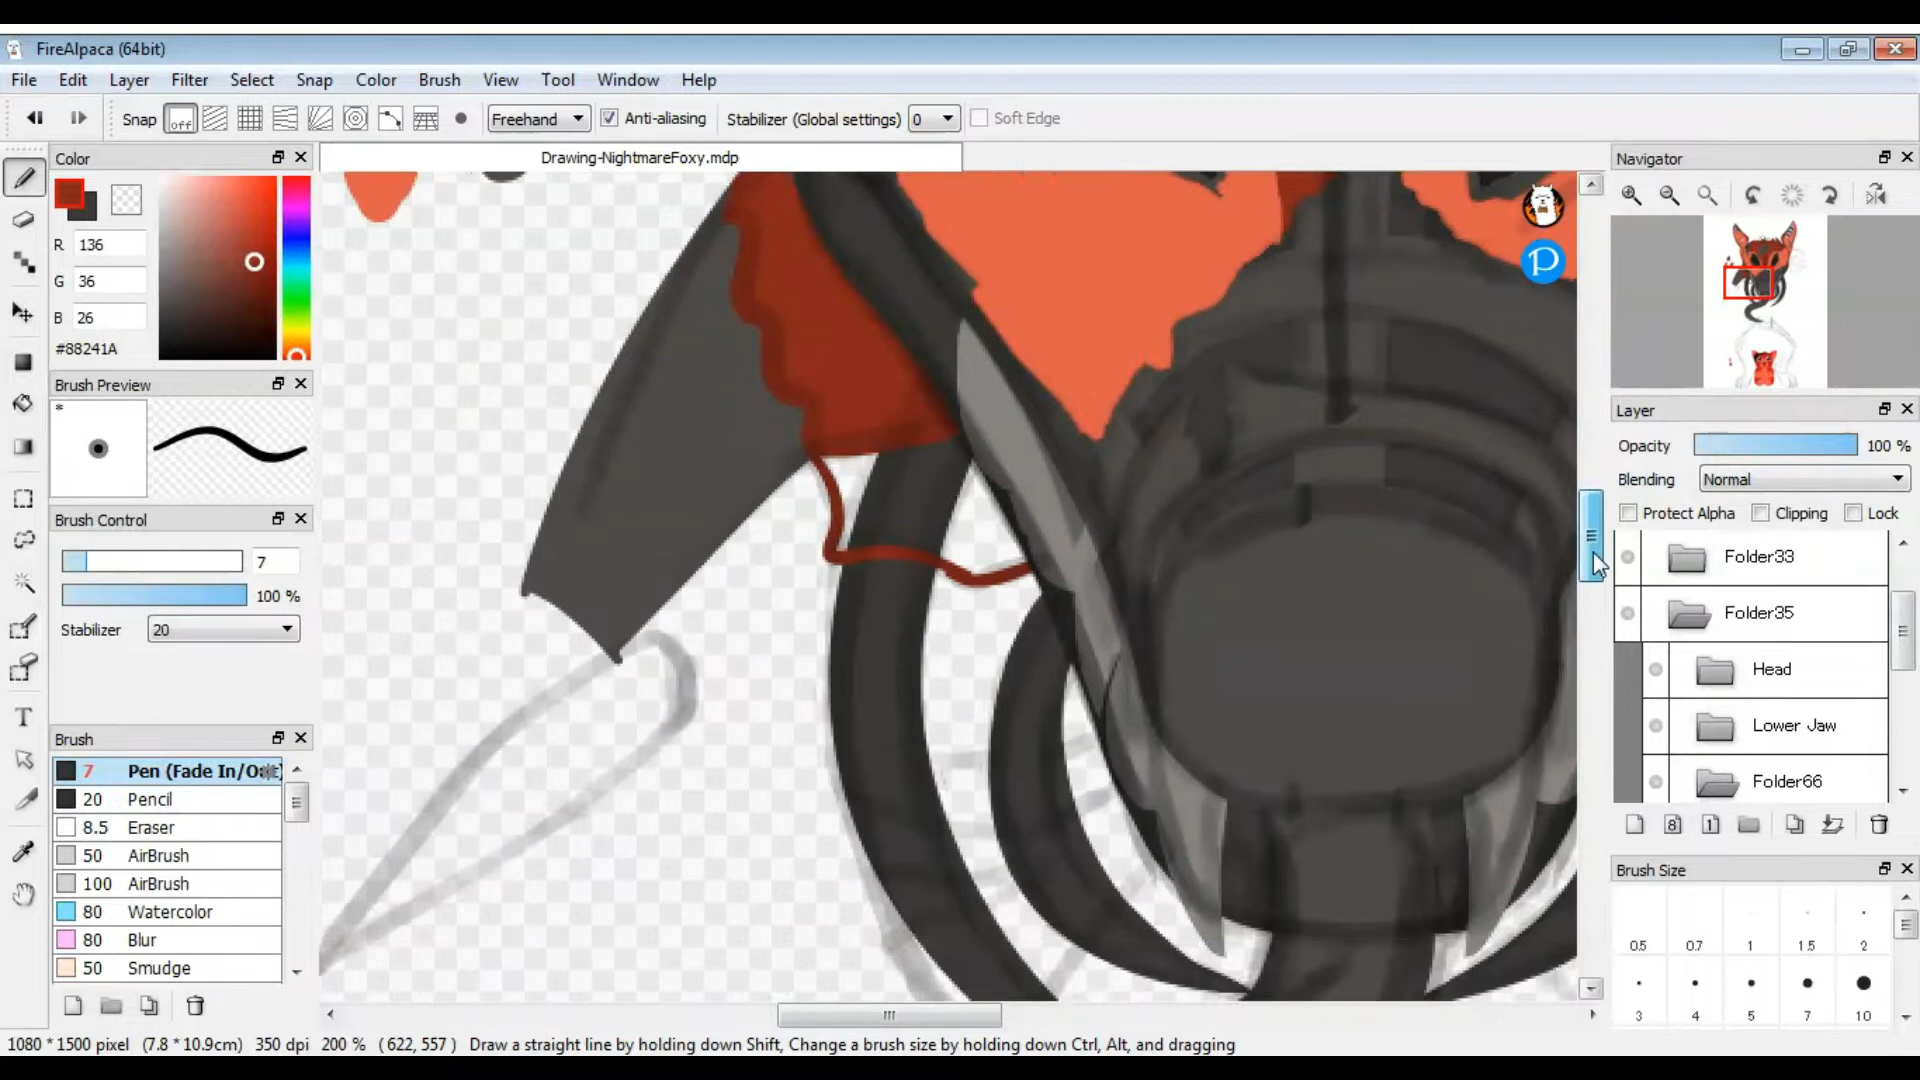 FireAlpaca (64bit)
File Edit Layer Filter Select Snap Color Brush View Tool Window Help
Snap off Freehand Anti-aliasing Stabilizer (Global settings) 0 Soft Edge
Color
R 136
G 36
B 26
#88241A
Brush Preview
*
Brush Control
7
100 %
Stabilizer 20
Brush
7 Pen (Fade In/Out)
20 Pencil
8.5 Eraser
50 AirBrush
100 AirBrush
80 Watercolor
80 Blur
50 Smudge
Drawing-NightmareFoxy.mdp
P
Navigator
Layer
Opacity 100 %
Blending Normal
Protect Alpha Clipping Lock
Folder33
Folder35
Head
Lower Jaw
Folder66
8 1
Brush Size
0.5 0.7 1 1.5 2
3 4 5 7 10
1080 * 1500 pixel (7.8 * 10.9cm) 350 dpi 200 % ( 622, 557 ) Draw a straight line by holding down Shift, Change a brush size by holding down Ctrl, Alt, and dragging